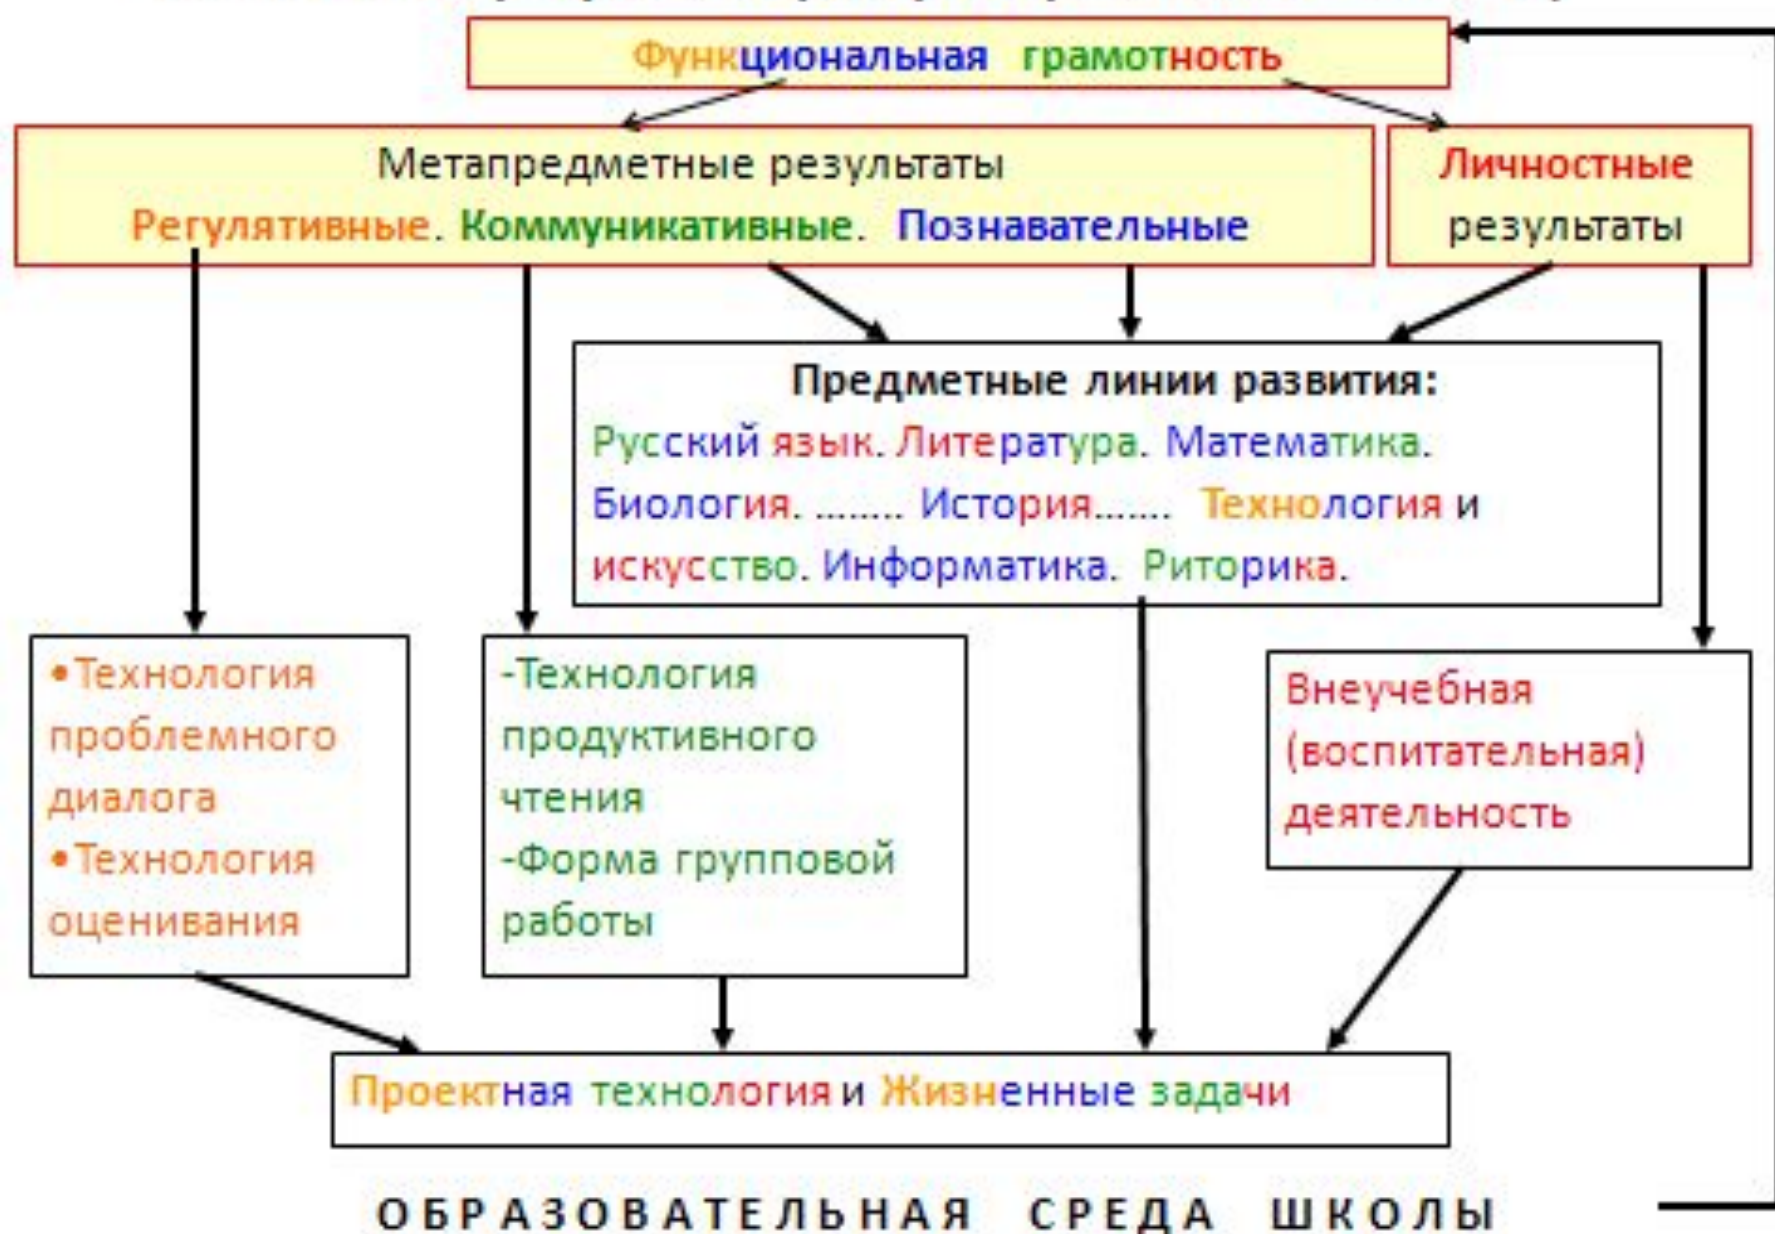 Функциональная грамотность
Метапредметные результаты
Регулятивные. Коммуникативные. Познавательные
Личностные
результаты
Предметные линии развития:
Русский язык. Литература. Математика.
Биология. ........ История....... Технология и
искусство. Информатика. Риторика.
•Технология
проблемного
диалога
•Технология
оценивания
-Технология
продуктивного
чтения
-Форма групповой
работы
Внеучебная
(воспитательная)
деятельность
Проектная технология и Жизненные задачи
ОБРАЗОВАТЕЛЬНАЯ СРЕДА ШКОЛЫ